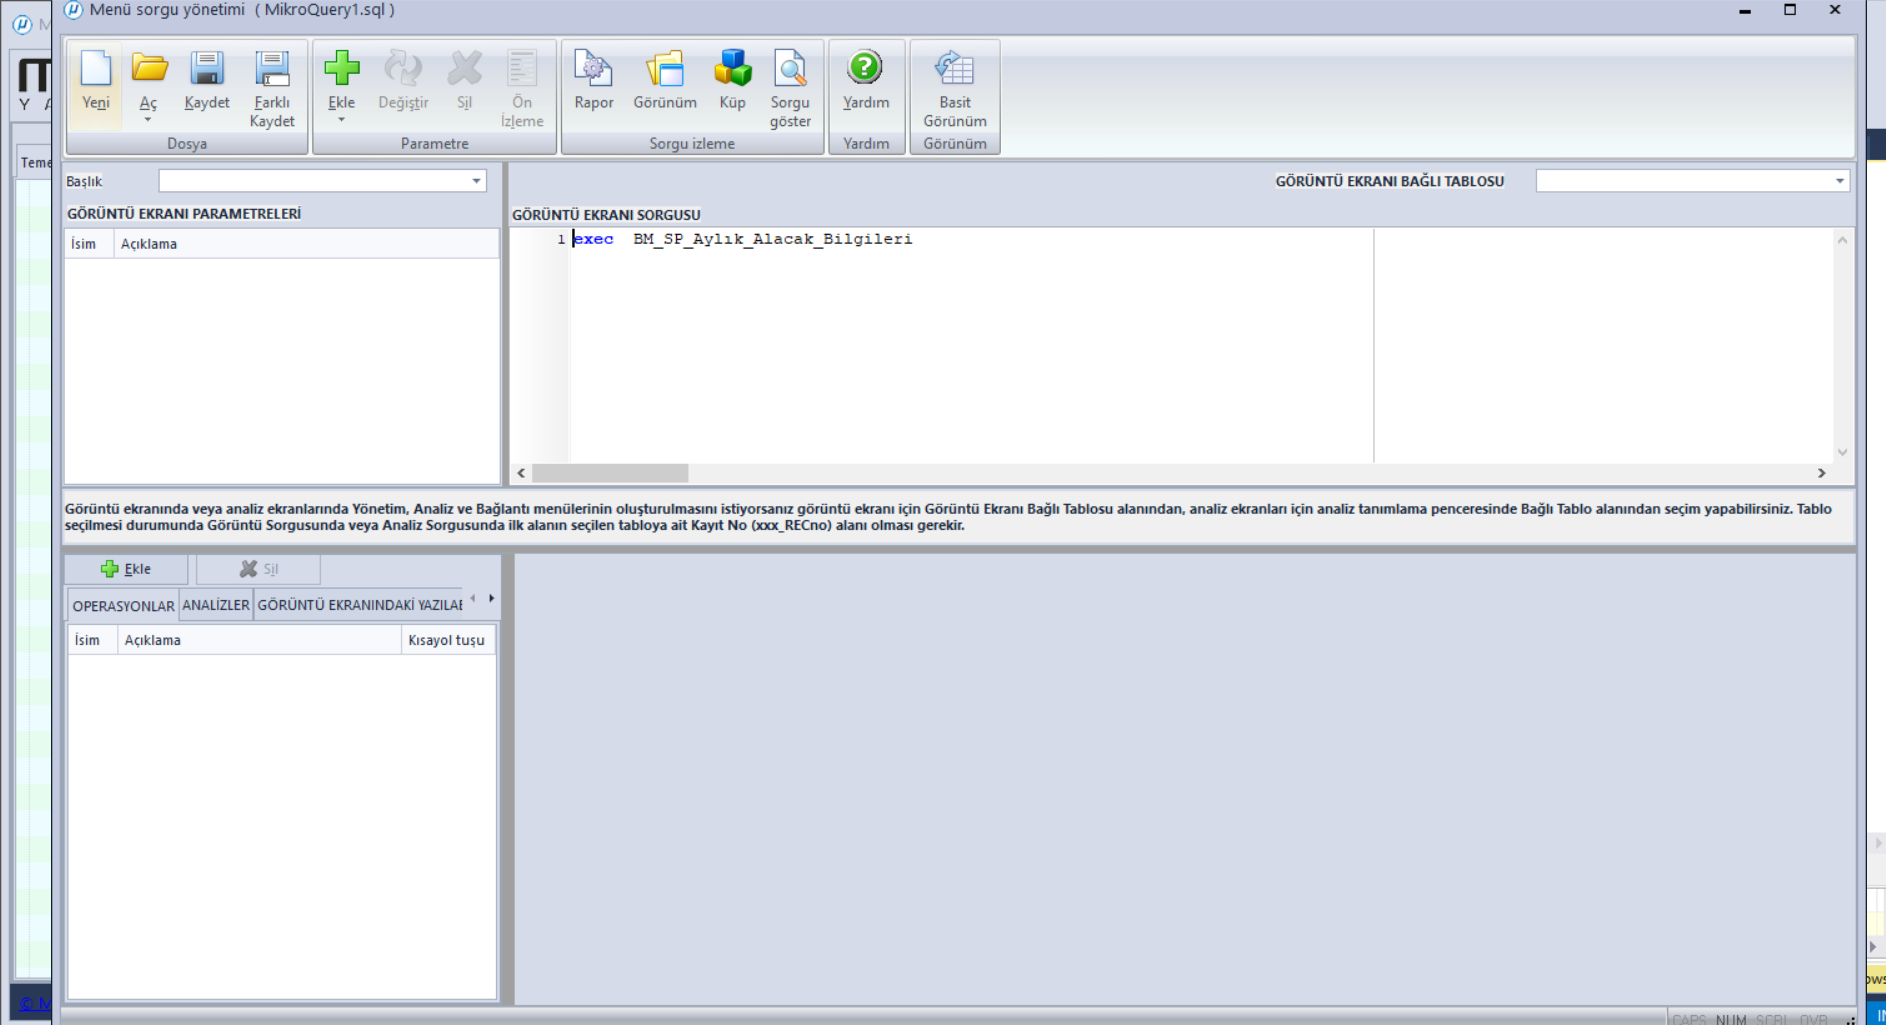 Menü sorgu yönetimi ( MikroQuery1.sql )
Yeni
Aç
Kaydet
Farklı
Kaydet
Dosya
Ekle
Değiştir
Sil
Ön
İzleme
Parametre
Rapor
Görünüm
Küp
Sorgu
göster
Sorgu izleme
Yardım
Yardım
Basit
Görünüm
Görünüm
Y
Teme
Başlık
GÖRÜNTÜ EKRANI BAĞLI TABLOSU
GÖRÜNTÜ EKRANI PARAMETRELERİ
İsim Açıklama
GÖRÜNTÜ EKRANI SORGUSU
1 exec BM_SP_Aylık_Alacak_Bilgileri
Görüntü ekranında veya analiz ekranlarında Yönetim, Analiz ve Bağlantı menülerinin oluşturulmasını istiyorsanız görüntü ekranı için Görüntü Ekranı Bağlı Tablosu alanından, analiz ekranları için analiz tanımlama penceresinde Bağlı Tablo alanından seçim yapabilirsiniz. Tablo
seçilmesi durumunda Görüntü Sorgusunda veya Analiz Sorgusunda ilk alanın seçilen tabloya ait Kayıt No (xxx_RECno) alanı olması gerekir.
Ekle
Sil
OPERASYONLAR ANALİZLER GÖRÜNTÜ EKRANINDAKİ YAZILAB
İsim Açıklama Kısayol tuşu
© M
CAPS NUM SCRL OVR